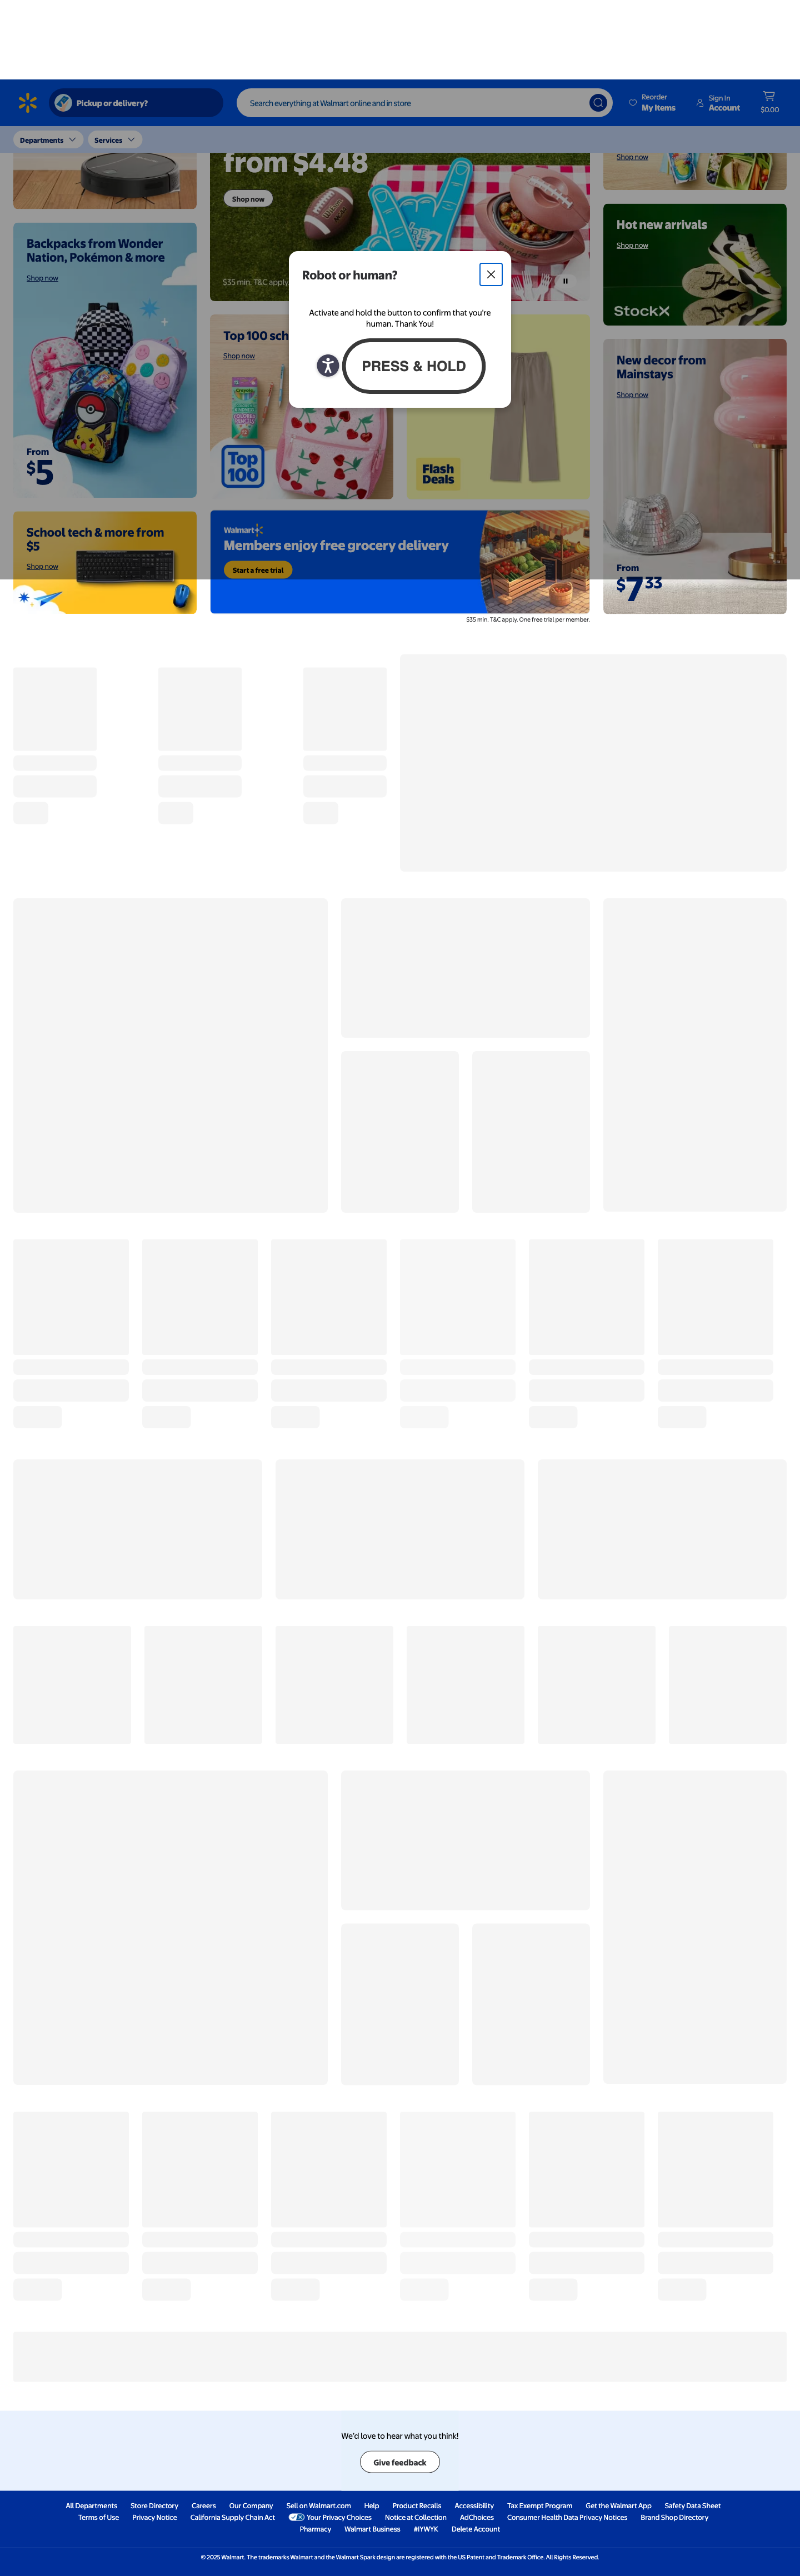 Pickup or delivery?
Search everything at Walmart online and in store
Reorder
My Items
Sign In
Account
$0.00
Departments
Services
from $4.48
Shop now
$35 min. T&C apply
Shop now
Backpacks from Wonder
Nation, Pokémon & more
Shop now
From
$5
Hot new arrivals
Shop now
StockX
Robot or human?
Activate and hold the button to confirm that you're
human. Thank You!
PRESS & HOLD
Top 100 sch
Shop now
Top
100
Flash
Deals
New decor from
Mainstays
Shop now
From
$7 33
School tech & more from
$5
Shop now
Walmart
Members enjoy free grocery delivery
Start a free trial
$35 min. T&C apply. One free trial per member.
We'd love to hear what you think!
Give feedback
All Departments Store Directory Careers Our Company Sell on Walmart.com Help Product Recalls Accessibility Tax Exempt Program Get the Walmart App Safety Data Sheet
Terms of Use Privacy Notice California Supply Chain Act Your Privacy Choices Notice at Collection AdChoices Consumer Health Data Privacy Notices Brand Shop Directory
Pharmacy Walmart Business #IYWYK Delete Account
© 2025 Walmart. The trademarks Walmart and the Walmart Spark design are registered with the US Patent and Trademark Office. All Rights Reserved.